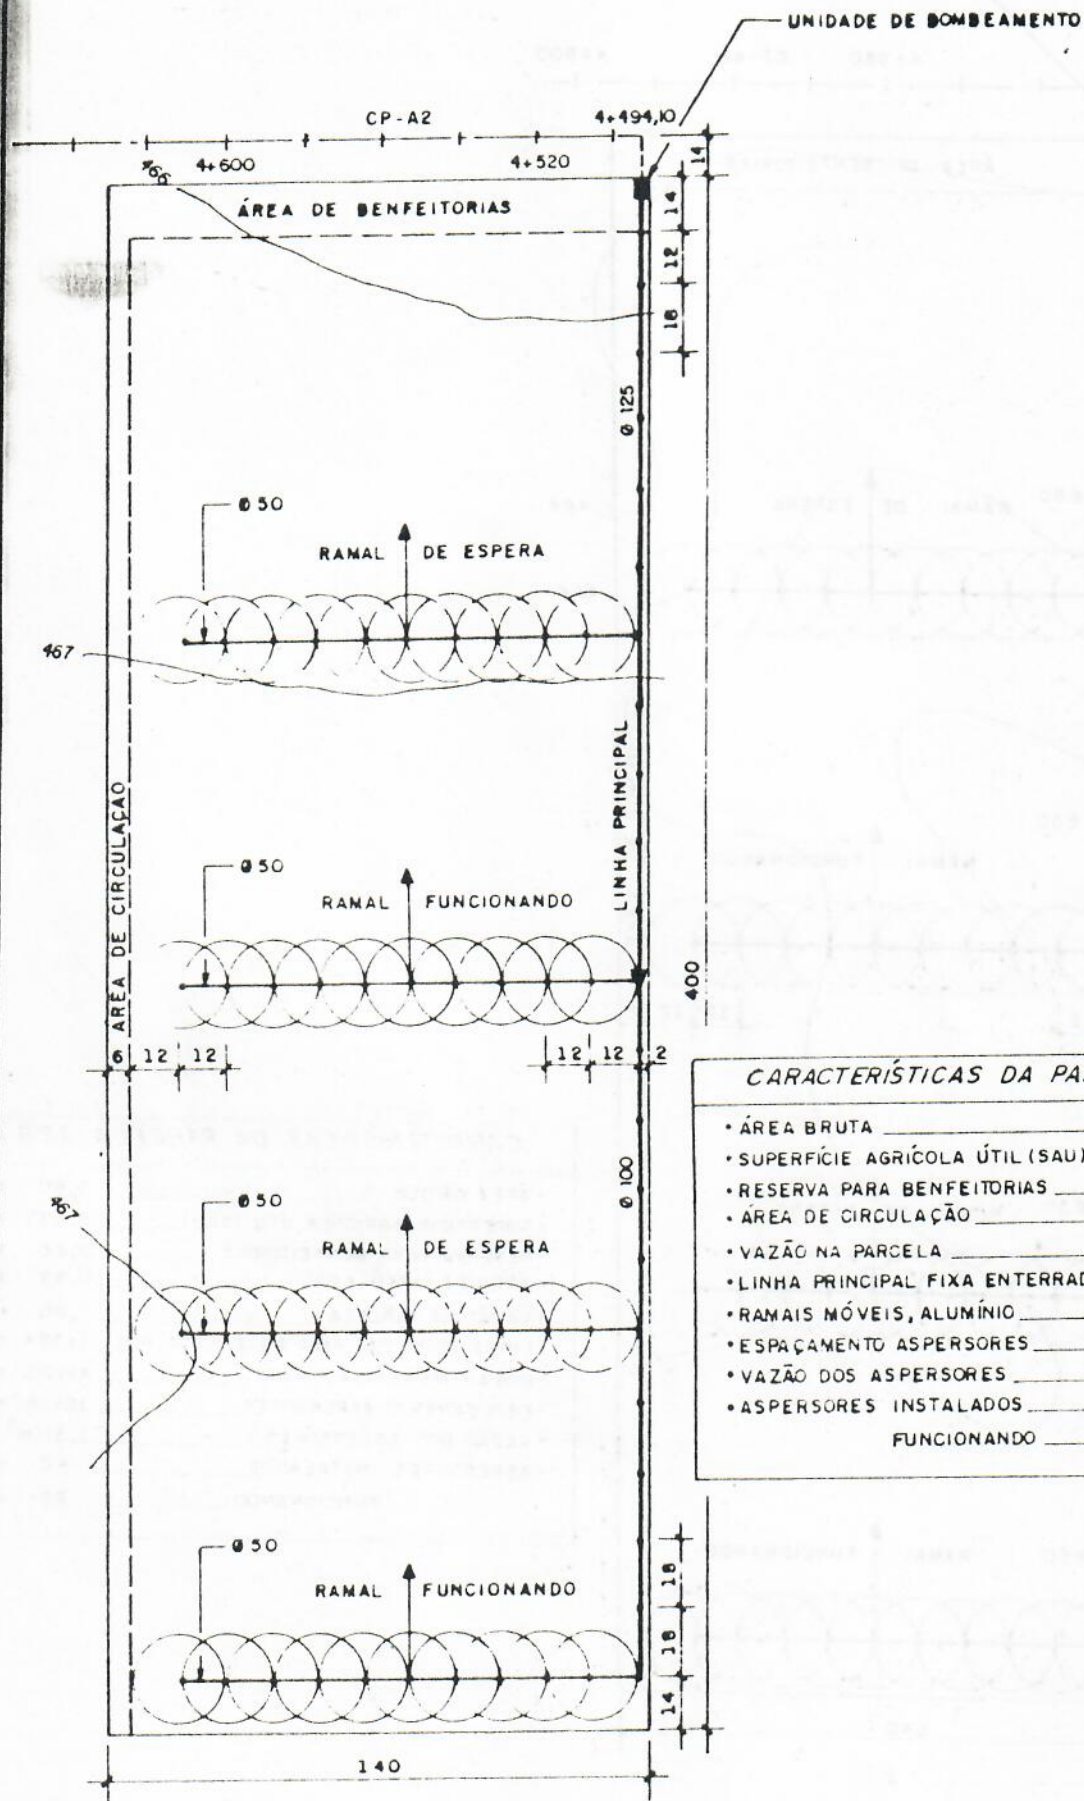 UNIDADE DE BOMBEAMENTO
CP-A2
4+494,10
4+600
4+520
14
466
ÁREA DE BENFEITORIAS
14
12
18
Ø 125
Ø 50
RAMAL DE ESPERA
467
LINHA PRINCIPAL
ÁREA DE CIRCULAÇÃO
Ø 50
RAMAL FUNCIONANDO
400
6 12 12 12 12 2
CARACTERÍSTICAS DA
• ÁREA BRUTA
• SUPERFÍCIE AGRÍCOLA ÚTIL (SAU)
• RESERVA PARA BENFEITORIAS
• ÁREA DE CIRCULAÇÃO
• VAZÃO NA PARCELA
• LINHA PRINCIPAL FIXA
• RAMAIS MÓVEIS, ALUMÍNIO
• ESPAÇAMENTO ASPERSORES
• VAZÃO DOS ASPERSORES
• ASPERSORES INSTALADOS
FUNCIONANDO
Ø 100
467
Ø 50
RAMAL DE ESPERA
Ø 50
RAMAL FUNCIONANDO
18
18
14
140